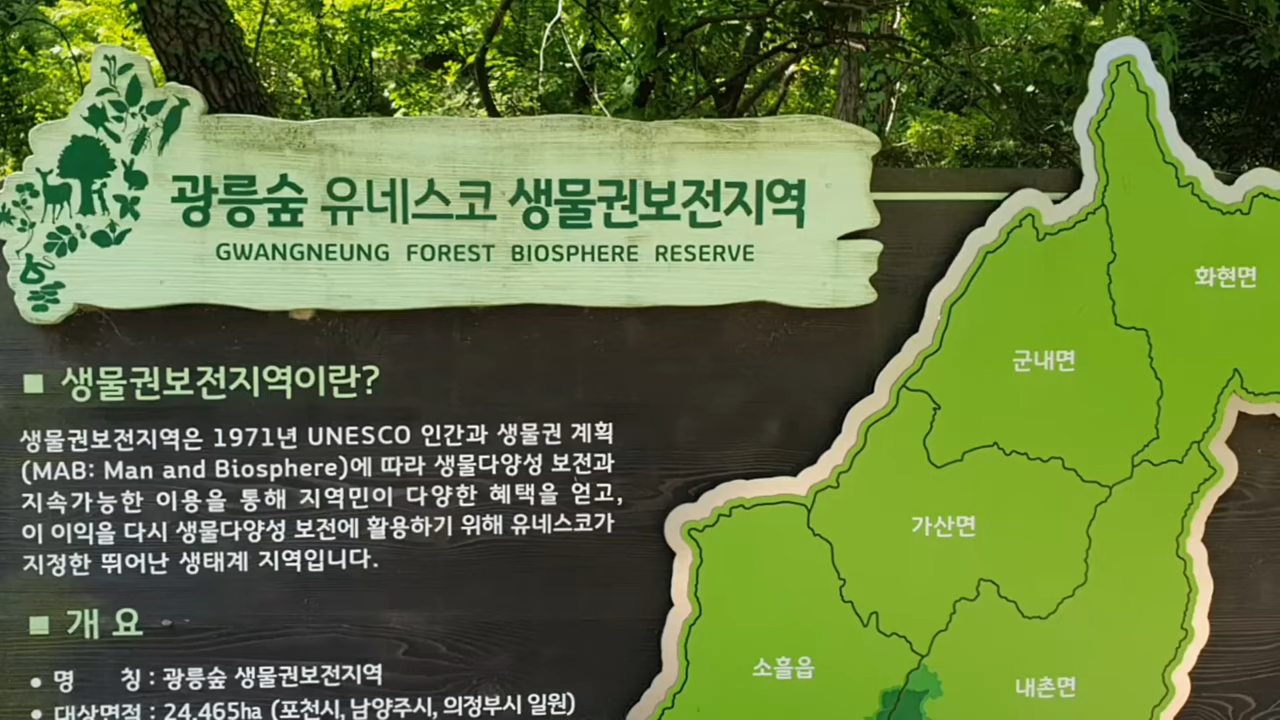 광릉숲 유네스코 생물권보전지역
GWANGNEUNG FOREST BIOSPHERE RESERVE
■ 생물권보전지역이란?
생물권보전지역은 1971년 UNESCO 인간과 생물권 계획
(MAB: Man and Biosphere)에 따라 생물다양성 보전과
지속가능한 이용을 통해 지역민이 다양한 혜택을 얻고,
이 이익을 다시 생물다양성 보전에 활용하기 위해 유네스코가
지정한 뛰어난 생태계 지역입니다.
■ 개 요
• 명 칭 : 광릉숲 생물권보전지역
• 대상면적 : 24,465ha (포천시, 남양주시, 의정부시 일원)
화현면
군내면
가산면
소흘읍
내촌면